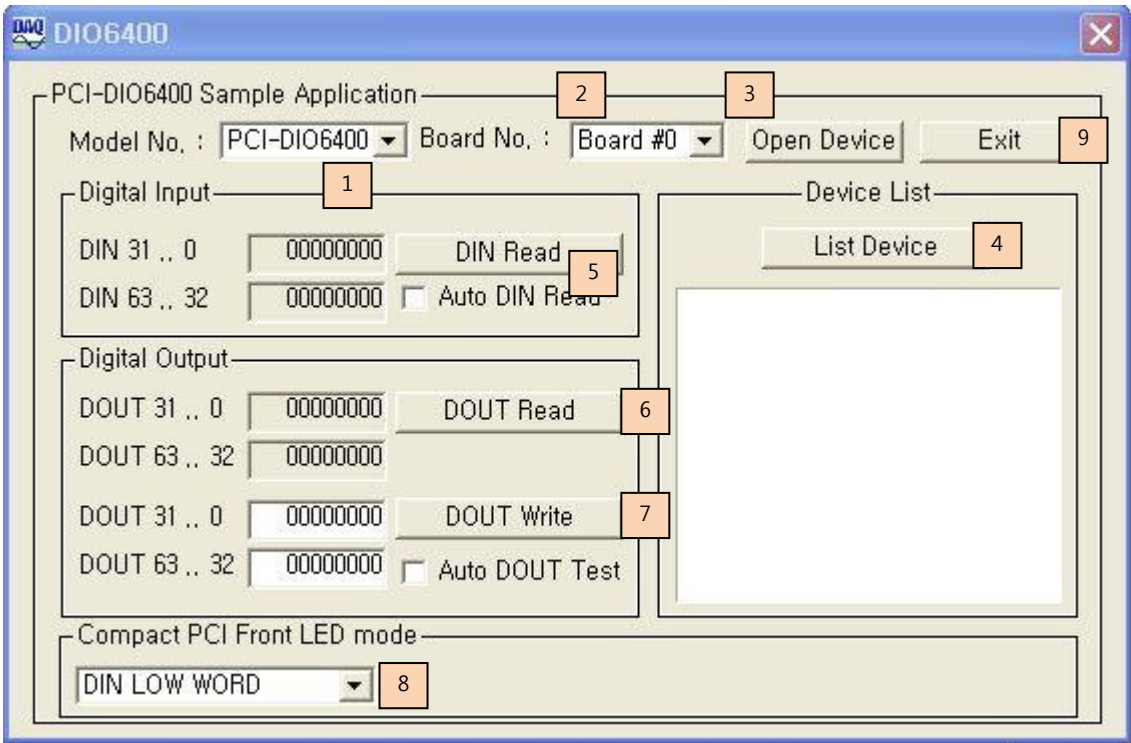 DAQ DIO6400
PCI-DIO6400 Sample Application 2 3
Model No. : PCI-DIO6400 Board No. : Board #0 Open Device Exit 9
1
Digital Input
DIN 31 .. 0 00000000 DIN Read 5
DIN 63 .. 32 00000000 Auto DIN Read
Digital Output
DOUT 31 .. 0 00000000 DOUT Read 6
DOUT 63 .. 32 00000000
DOUT 31 .. 0 00000000 DOUT Write 7
DOUT 63 .. 32 00000000 Auto DOUT Test
Device List
List Device 4
Compact PCI Front LED mode
DIN LOW WORD 8